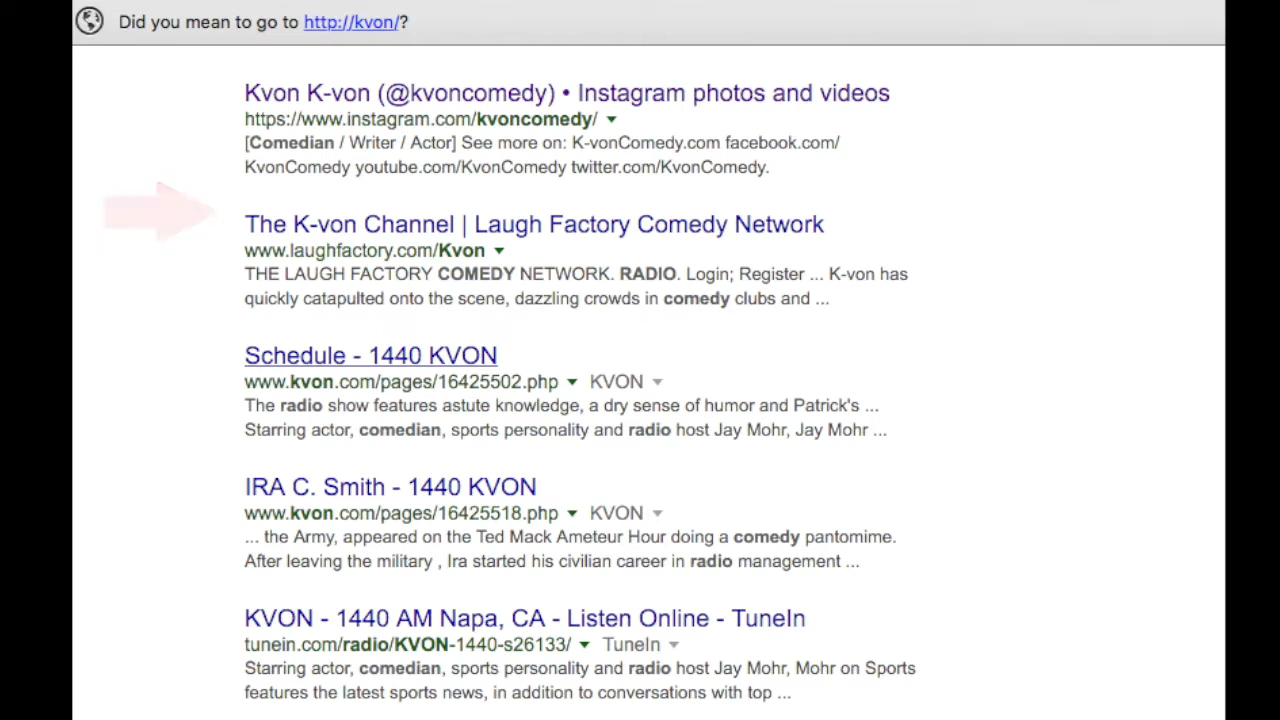 Did you mean to go to http://kvon/?
Kvon K-von (@kvoncomedy) • Instagram photos and videos
https://www.instagram.com/kvoncomedy/
[Comedian / Writer / Actor] See more on: K-vonComedy.com facebook.com/
KvonComedy youtube.com/KvonComedy twitter.com/KvonComedy.
The K-von Channel | Laugh Factory Comedy Network
www.laughfactory.com/Kvon
THE LAUGH FACTORY COMEDY NETWORK. RADIO. Login; Register ... K-von has
quickly catapulted onto the scene, dazzling crowds in comedy clubs and ...
Schedule - 1440 KVON
www.kvon.com/pages/16425502.php KVON
The radio show features astute knowledge, a dry sense of humor and Patrick's ...
Starring actor, comedian, sports personality and radio host Jay Mohr, Jay Mohr ...
IRA C. Smith - 1440 KVON
www.kvon.com/pages/16425518.php KVON
... the Army, appeared on the Ted Mack Ameteur Hour doing a comedy pantomime.
After leaving the military , Ira started his civilian career in radio management ...
KVON - 1440 AM Napa, CA - Listen Online - TuneIn
tunein.com/radio/KVON-1440-s26133/ TuneIn
Starring actor, comedian, sports personality and radio host Jay Mohr, Mohr on Sports
features the latest sports news, in addition to conversations with top ...